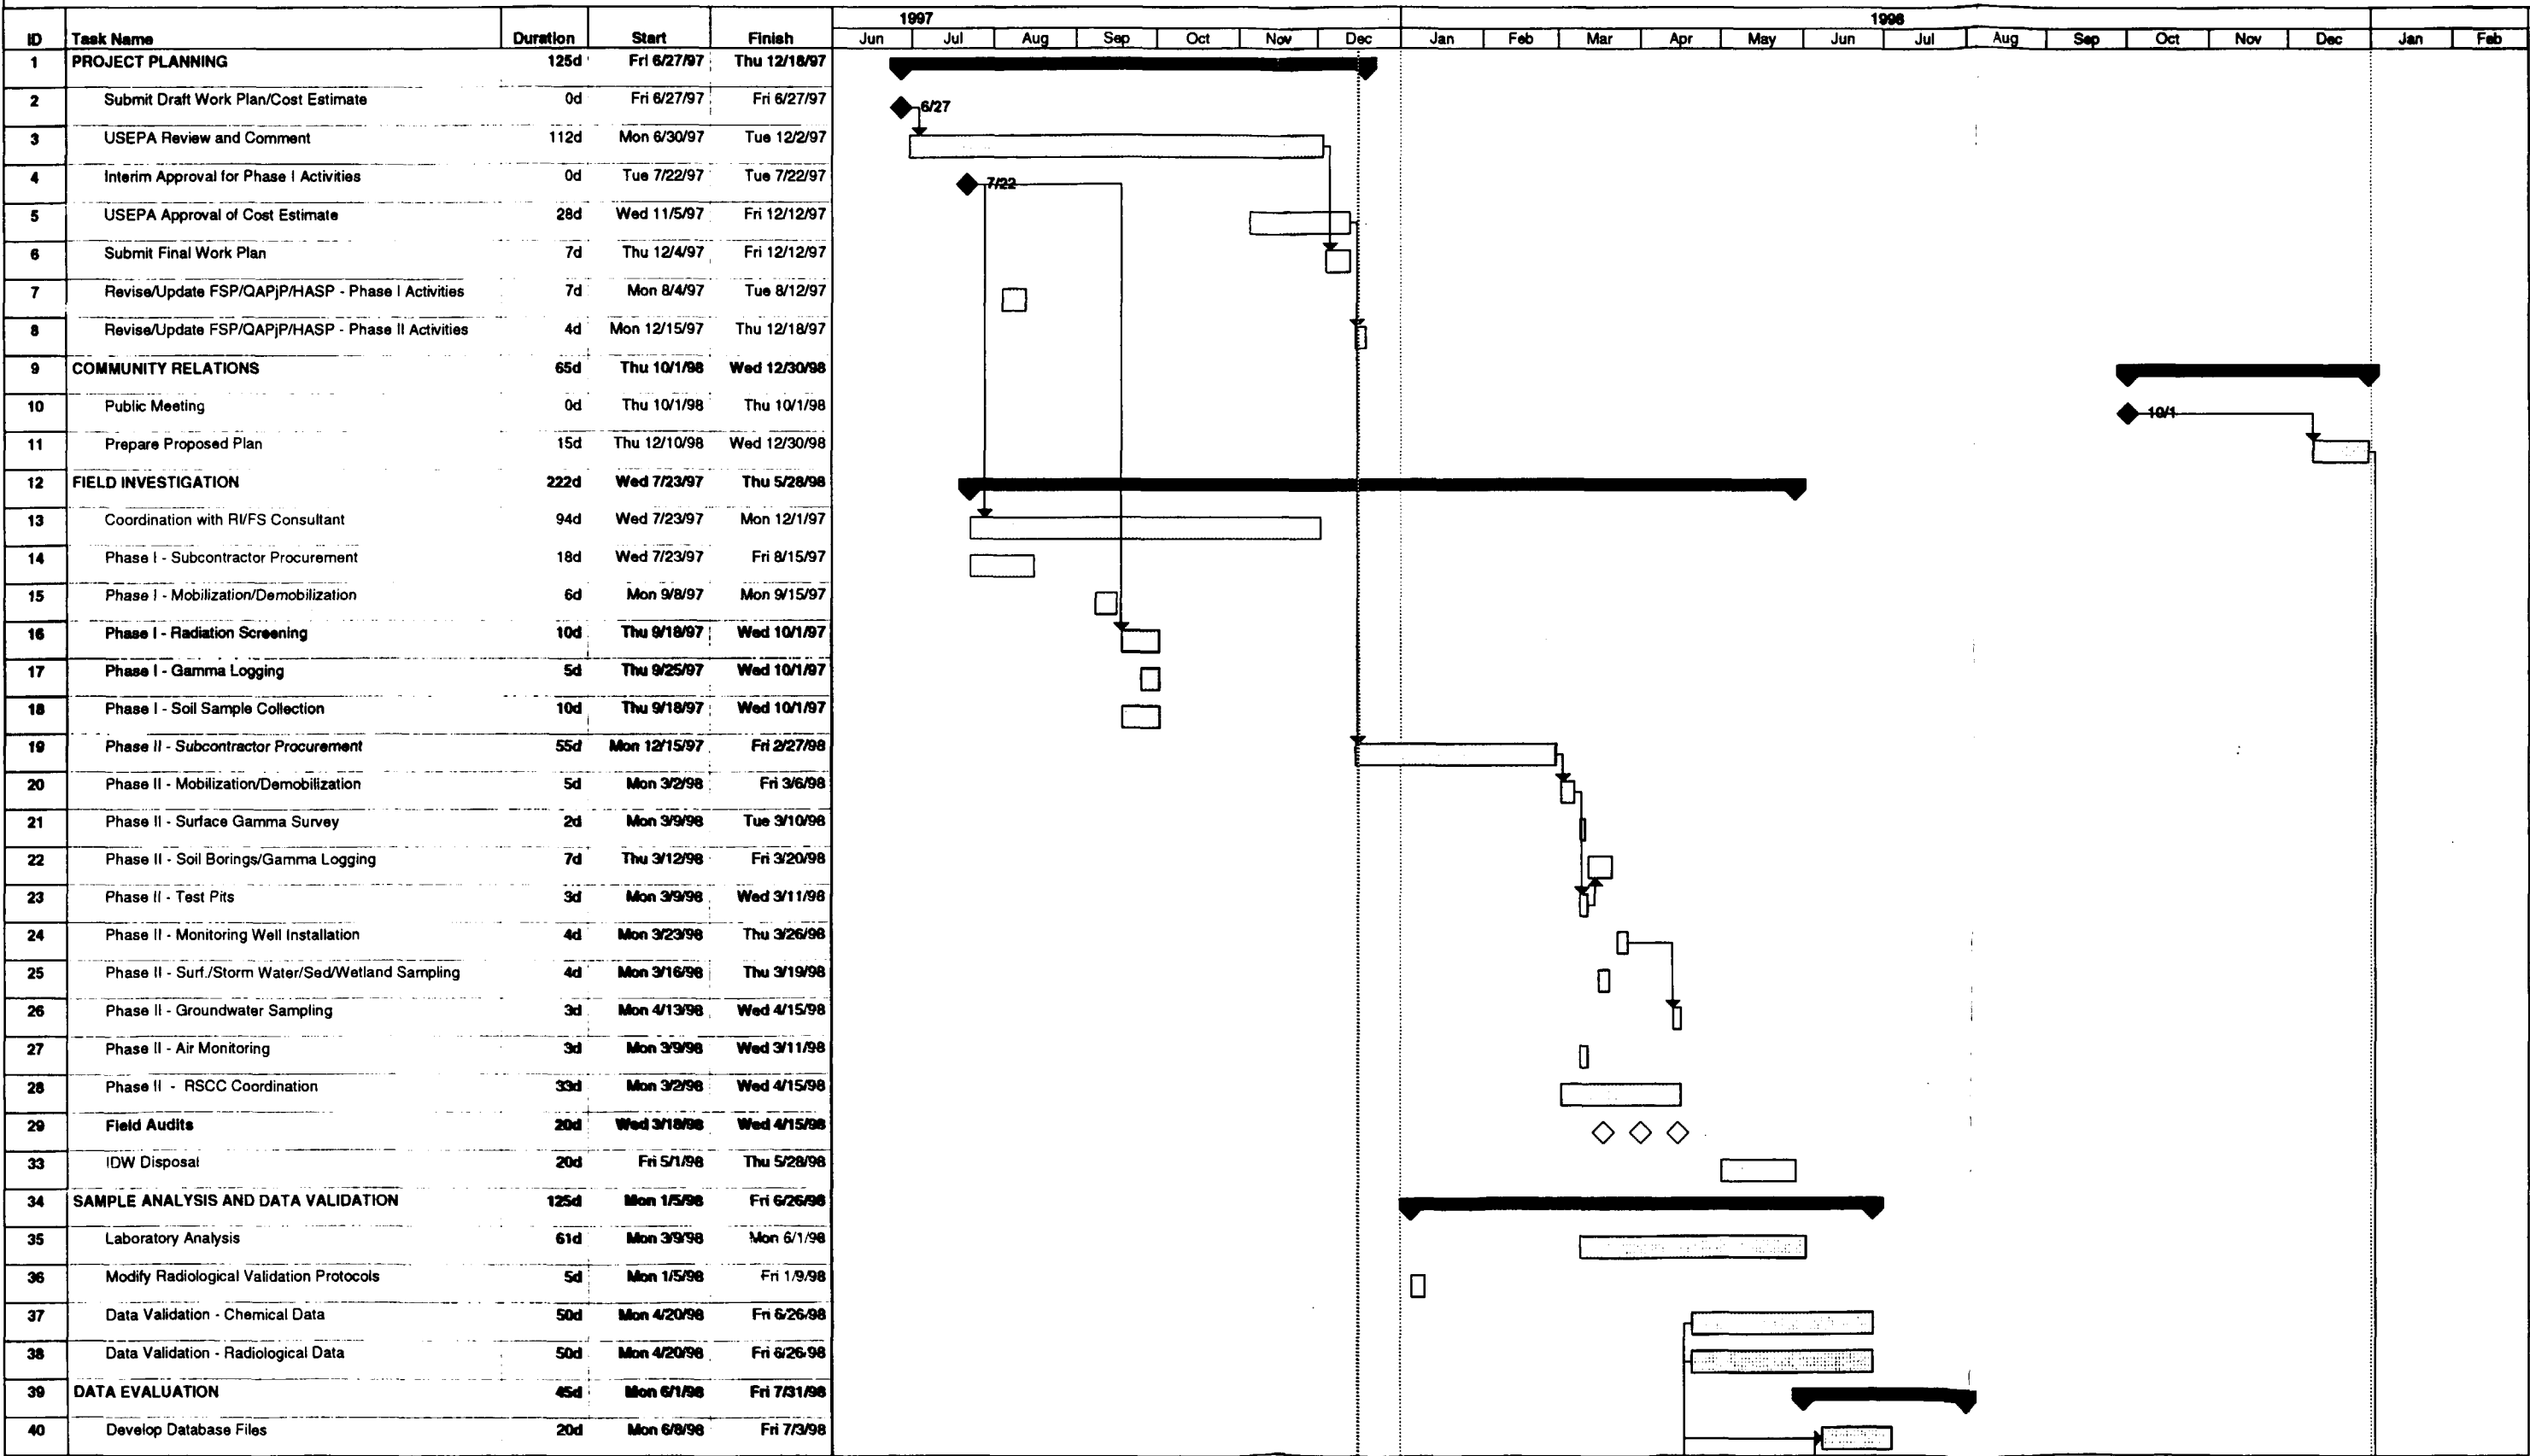 1997 1998
ID Task Name Duration Start Finish Jun Jul Aug Sep Oct Nov Dec Jan Feb Mar Apr May Jun Jul Aug Sep Oct Nov Dec Jan Feb
1 PROJECT PLANNING 125d Fri 6/27/97 Thu 12/18/97
2 Submit Draft Work Plan/Cost Estimate 0d Fri 6/27/97 Fri 6/27/97 6/27
3 USEPA Review and Comment 112d Mon 6/30/97 Tue 12/2/97
4 Interim Approval for Phase I Activities 0d Tue 7/22/97 Tue 7/22/97 7/22
5 USEPA Approval of Cost Estimate 28d Wed 11/5/97 Fri 12/12/97
6 Submit Final Work Plan 7d Thu 12/4/97 Fri 12/12/97
7 Revise/Update FSP/QAPjP/HASP - Phase I Activities 7d Mon 8/4/97 Tue 8/12/97
8 Revise/Update FSP/QAPjP/HASP - Phase II Activities 4d Mon 12/15/97 Thu 12/18/97
9 COMMUNITY RELATIONS 65d Thu 10/1/98 Wed 12/30/98
10 Public Meeting 0d Thu 10/1/98 Thu 10/1/98 10/1
11 Prepare Proposed Plan 15d Thu 12/10/98 Wed 12/30/98
12 FIELD INVESTIGATION 222d Wed 7/23/97 Thu 5/28/98
13 Coordination with RI/FS Consultant 94d Wed 7/23/97 Mon 12/1/97
14 Phase I - Subcontractor Procurement 18d Wed 7/23/97 Fri 8/15/97
15 Phase I - Mobilization/Demobilization 6d Mon 9/8/97 Mon 9/15/97
16 Phase I - Radiation Screening 10d Thu 9/18/97 Wed 10/1/97
17 Phase I - Gamma Logging 5d Thu 9/25/97 Wed 10/1/97
18 Phase I - Soil Sample Collection 10d Thu 9/18/97 Wed 10/1/97
19 Phase II - Subcontractor Procurement 55d Mon 12/15/97 Fri 2/27/98
20 Phase II - Mobilization/Demobilization 5d Mon 3/2/98 Fri 3/6/98
21 Phase II - Surface Gamma Survey 2d Mon 3/9/98 Tue 3/10/98
22 Phase II - Soil Borings/Gamma Logging 7d Thu 3/12/98 Fri 3/20/98
23 Phase II - Test Pits 3d Mon 3/9/98 Wed 3/11/98
24 Phase II - Monitoring Well Installation 4d Mon 3/23/98 Thu 3/26/98
25 Phase II - Surf./Storm Water/Sed/Wetland Sampling 4d Mon 3/16/98 Thu 3/19/98
26 Phase II - Groundwater Sampling 3d Mon 4/13/98 Wed 4/15/98
27 Phase II - Air Monitoring 3d Mon 3/9/98 Wed 3/11/98
28 Phase II - RSCC Coordination 33d Mon 3/2/98 Wed 4/15/98
29 Field Audits 20d Wed 3/18/98 Wed 4/15/98
33 IDW Disposal 20d Fri 5/1/98 Thu 5/28/98
34 SAMPLE ANALYSIS AND DATA VALIDATION 125d Mon 1/5/98 Fri 6/26/98
35 Laboratory Analysis 61d Mon 3/9/98 Mon 6/1/98
36 Modify Radiological Validation Protocols 5d Mon 1/5/98 Fri 1/9/98
37 Data Validation - Chemical Data 50d Mon 4/20/98 Fri 6/26/98
38 Data Validation - Radiological Data 50d Mon 4/20/98 Fri 6/26/98
39 DATA EVALUATION 45d Mon 6/1/98 Fri 7/31/98
40 Develop Database Files 20d Mon 6/8/98 Fri 7/3/98